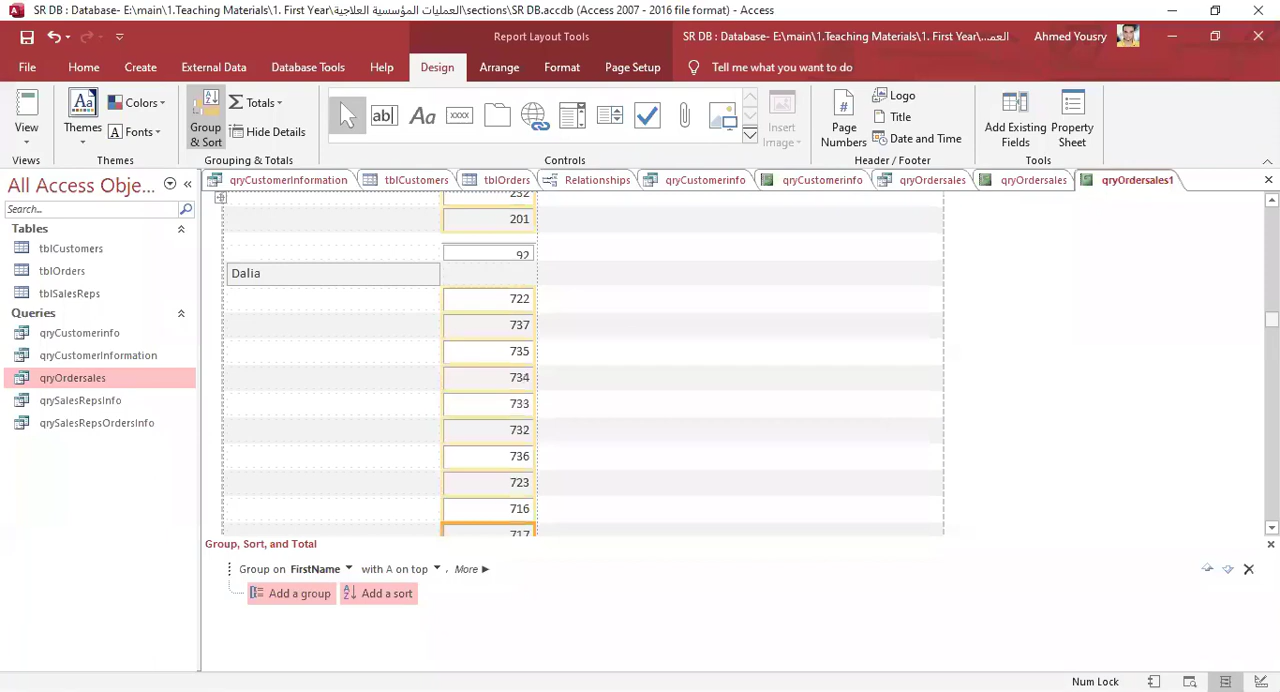 SR DB : Database- E:\main\1.Teaching Materials\1. First Year\العمليات المؤسسية العلاجية\sections\SR DB.accdb (Access 2007 - 2016 file format) - Access
Report Layout Tools
SR DB : Database- E:\main\1.Teaching Materials\1. First Year\العمـ...
Ahmed Yousry
File Home Create External Data Database Tools Help Design Arrange Format Page Setup Tell me what you want to do
View
Views
Themes
Colors
Fonts
Themes
Group & Sort
Totals
Hide Details
Grouping & Totals
ab|
Aa
xxxx
Controls
Insert Image
Page Numbers
Logo
Title
Date and Time
Header / Footer
Add Existing Fields
Property Sheet
Tools
All Access Obje...
Search...
Tables
tblCustomers
tblOrders
tblSalesReps
Queries
qryCustomerinfo
qryCustomerInformation
qryOrdersales
qrySalesRepsInfo
qrySalesRepsOrdersInfo
qryCustomerInformation tblCustomers tblOrders Relationships qryCustomerinfo qryCustomerinfo qryOrdersales qryOrdersales qryOrdersales1
232
201
92
Dalia
722
737
735
734
733
732
736
723
716
717
Group, Sort, and Total
Group on FirstName with A on top , More
Add a group Add a sort
Num Lock